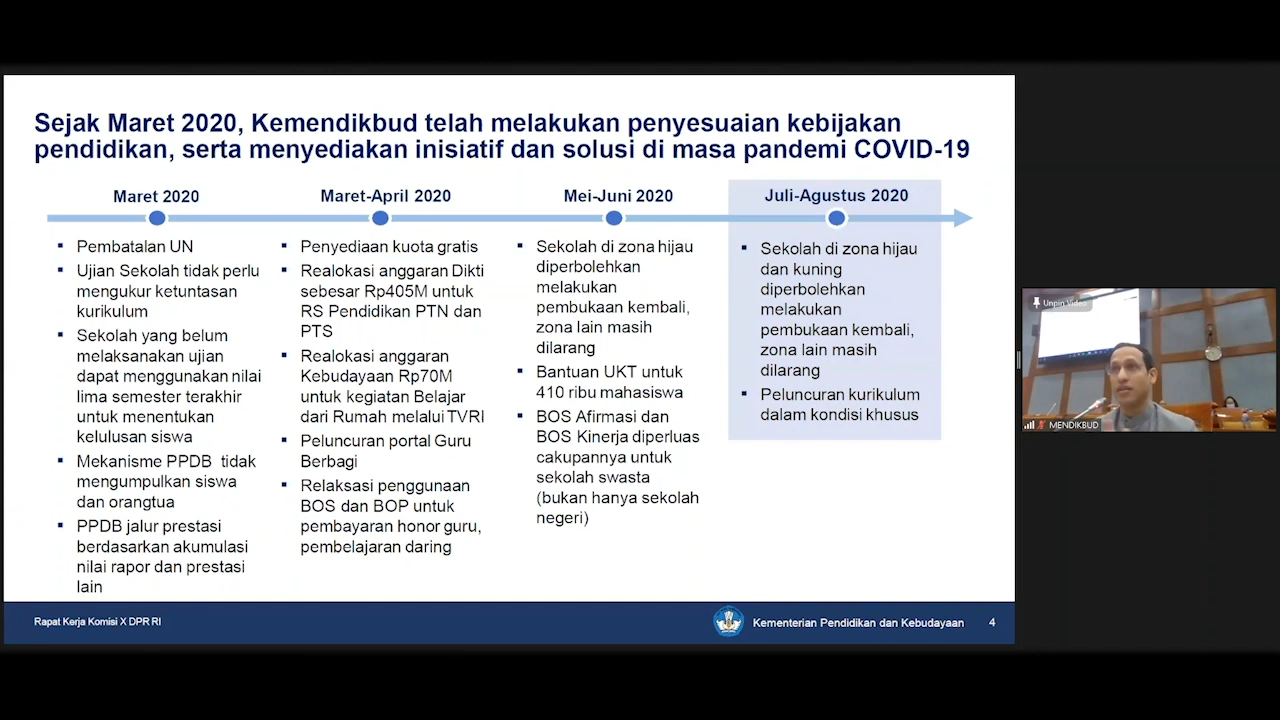 Sejak Maret 2020, Kemendikbud telah melakukan penyesuaian kebijakan
pendidikan, serta menyediakan inisiatif dan solusi di masa pandemi COVID-19
Maret 2020
Pembatalan UN
Ujian Sekolah tidak perlu
mengukur ketuntasan
kurikulum
Sekolah yang belum
melaksanakan ujian
dapat menggunakan nilai
lima semester terakhir
untuk menentukan
kelulusan siswa
Mekanisme PPDB tidak
mengumpulkan siswa
dan orangtua
PPDB jalur prestasi
berdasarkan akumulasi
nilai rapor dan prestasi
lain
Maret-April 2020
Penyediaan kuota gratis
Realokasi anggaran Dikti
sebesar Rp405M untuk
RS Pendidikan PTN dan
PTS
Realokasi anggaran
Kebudayaan Rp70M
untuk kegiatan Belajar
dari Rumah melalui TVRI
Peluncuran portal Guru
Berbagi
Relaksasi penggunaan
BOS dan BOP untuk
pembayaran honor guru,
pembelajaran daring
Mei-Juni 2020
Sekolah di zona hijau
diperbolehkan
melakukan
pembukaan kembali,
zona lain masih
dilarang
Bantuan UKT untuk
410 ribu mahasiswa
BOS Afirmasi dan
BOS Kinerja diperluas
cakupannya untuk
sekolah swasta
(bukan hanya sekolah
negeri)
Juli-Agustus 2020
Sekolah di zona hijau
dan kuning
diperbolehkan
melakukan
pembukaan kembali,
zona lain masih
dilarang
Peluncuran kurikulum
dalam kondisi khusus
Rapat Kerja Komisi X DPR RI
Kementerian Pendidikan dan Kebudayaan
4
Unpin Video
MENDIKBUD